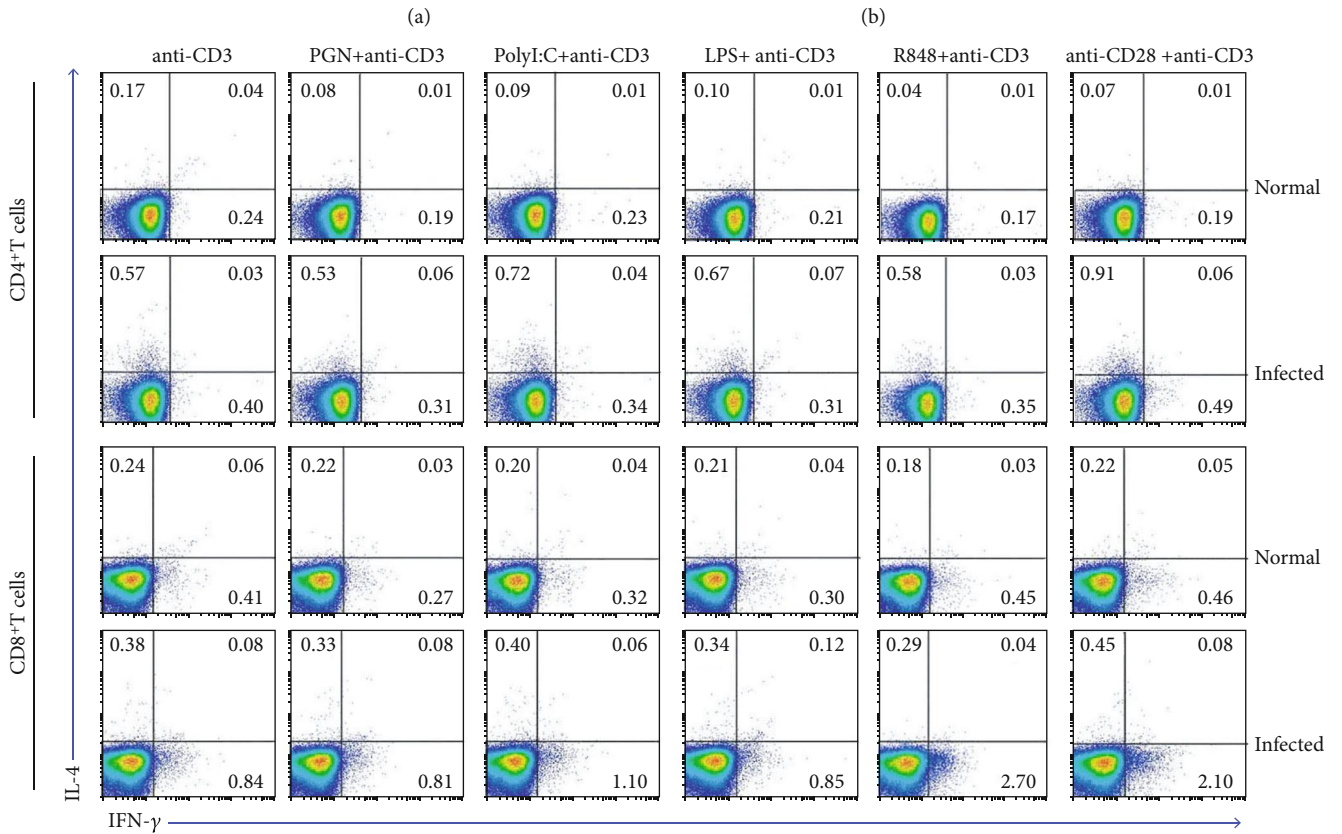 (a) (b)
anti-CD3 PGN+anti-CD3 PolyI:C+anti-CD3 LPS+ anti-CD3 R848+anti-CD3 anti-CD28 +anti-CD3
0.17 0.04 0.08 0.01 0.09 0.01 0.10 0.01 0.04 0.01 0.07 0.01
Normal
0.24 0.19 0.23 0.21 0.17 0.19
CD4+T cells
0.57 0.03 0.53 0.06 0.72 0.04 0.67 0.07 0.58 0.03 0.91 0.06
Infected
0.40 0.31 0.34 0.31 0.35 0.49
0.24 0.06 0.22 0.03 0.20 0.04 0.21 0.04 0.18 0.03 0.22 0.05
Normal
0.41 0.27 0.32 0.30 0.45 0.46
CD8+T cells
0.38 0.08 0.33 0.08 0.40 0.06 0.34 0.12 0.29 0.04 0.45 0.08
Infected
0.84 0.81 1.10 0.85 2.70 2.10
IL-4
IFN-γ